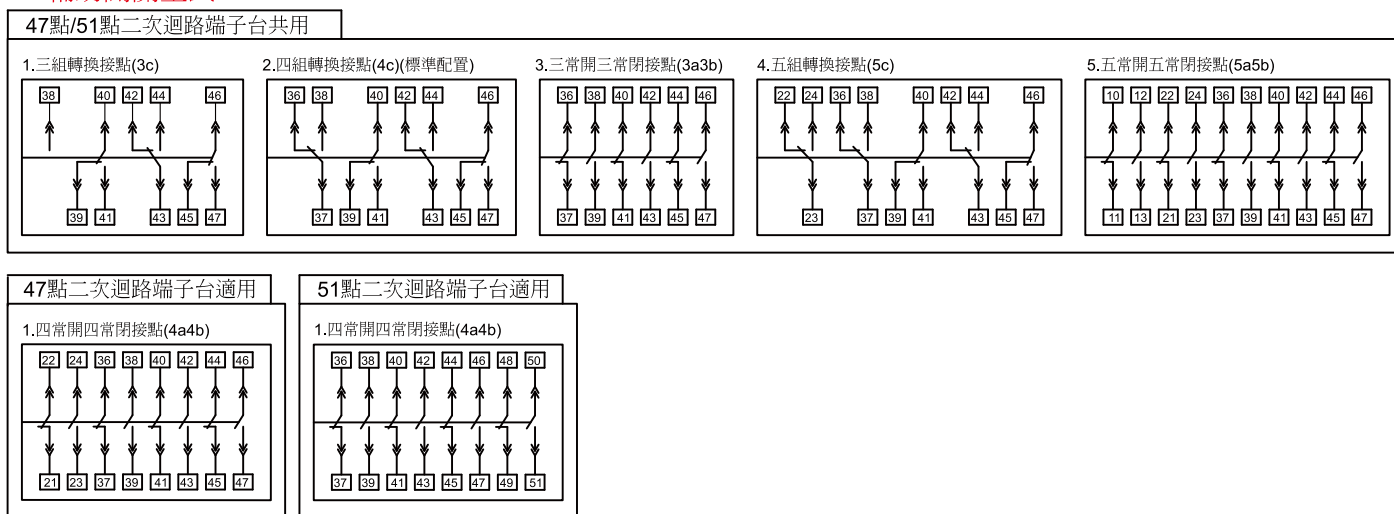 47點/51點二次迴路端子台共用
1.三組轉換接點(3c)
38 40 42 44 46
39 41 43 45 47
2.四組轉換接點(4c)(標準配置)
36 38 40 42 44 46
37 39 41 43 45 47
3.三常開三常閉接點(3a3b)
36 38 40 42 44 46
37 39 41 43 45 47
4.五組轉換接點(5c)
22 24 36 38 40 42 44 46
23 37 39 41 43 45 47
5.五常開五常閉接點(5a5b)
10 12 22 24 36 38 40 42 44 46
11 13 21 23 37 39 41 43 45 47
47點二次迴路端子台適用
1.四常開四常閉接點(4a4b)
22 24 36 38 40 42 44 46
21 23 37 39 41 43 45 47
51點二次迴路端子台適用
1.四常開四常閉接點(4a4b)
36 38 40 42 44 46 48 50
37 39 41 43 45 47 49 51